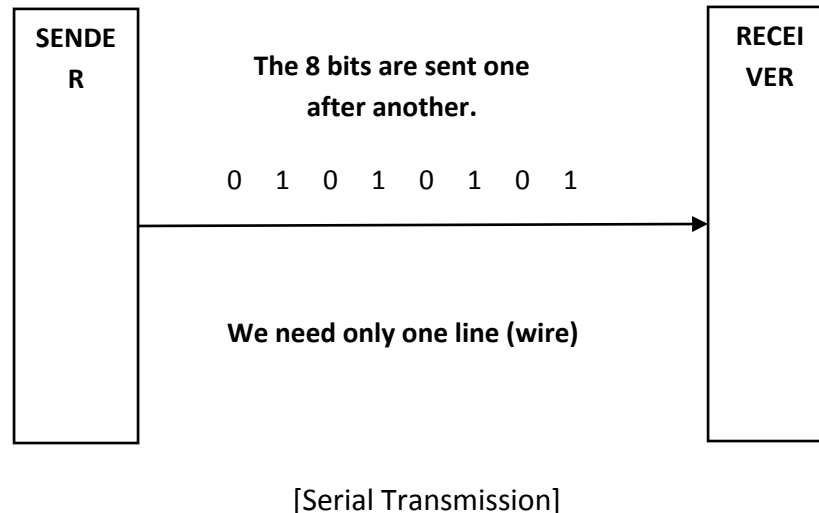 SENDE
R
The 8 bits are sent one
after another.
0 1 0 1 0 1 0 1
We need only one line (wire)
RECEI
VER
[Serial Transmission]